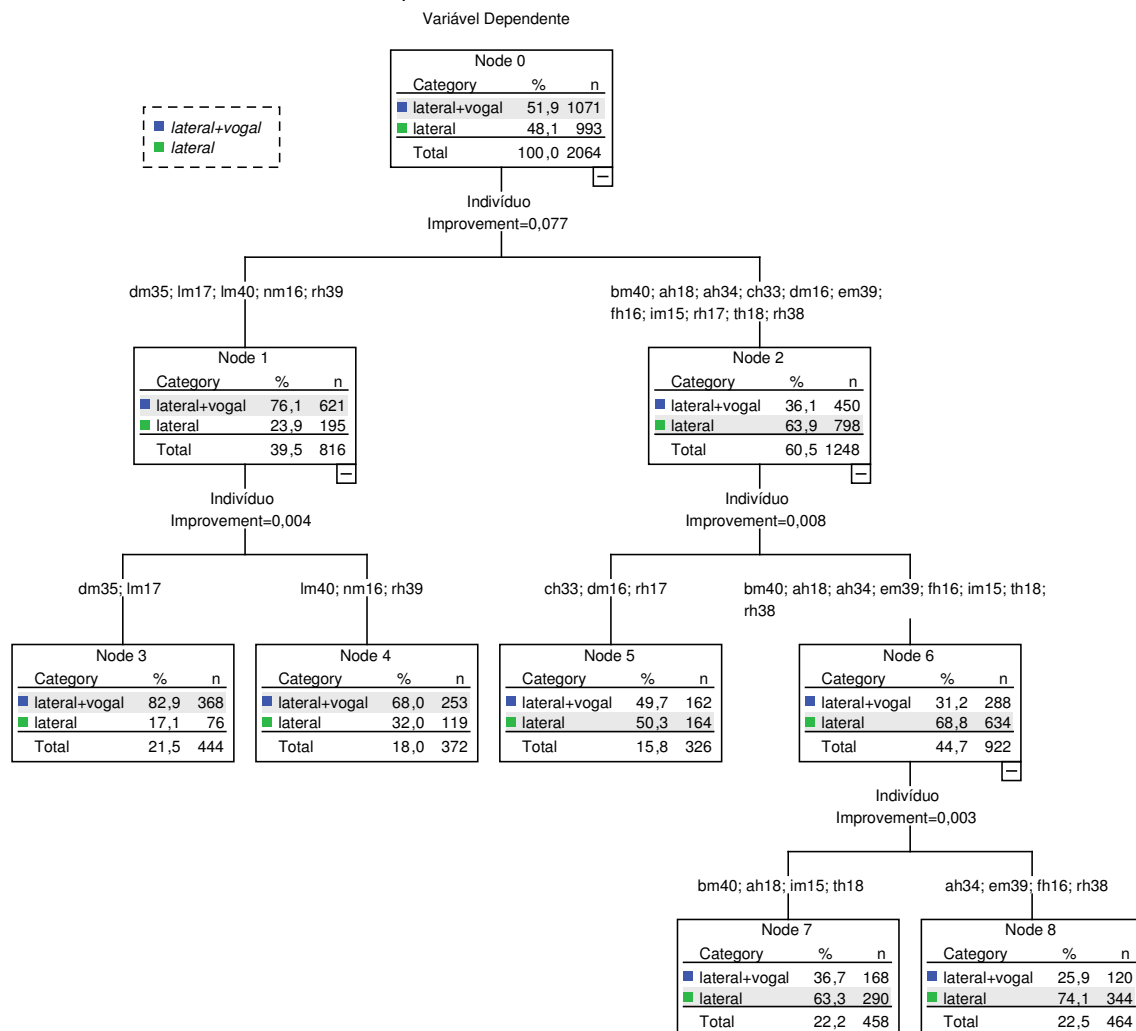 Variável Dependente
Node 0
Category % n
lateral+vogal 51,9 1071
lateral 48,1 993
Total 100,0 2064
lateral+vogal
lateral
Indivíduo
Improvement=0,077
dm35; lm17; lm40; nm16; rh39
bm40; ah18; ah34; ch33; dm16; em39;
fh16; im15; rh17; th18; rh38
Node 1
Category % n
lateral+vogal 76,1 621
lateral 23,9 195
Total 39,5 816
Node 2
Category % n
lateral+vogal 36,1 450
lateral 63,9 798
Total 60,5 1248
Indivíduo
Improvement=0,004
Indivíduo
Improvement=0,008
dm35; lm17
lm40; nm16; rh39
ch33; dm16; rh17
bm40; ah18; ah34; em39; fh16; im15; th18;
rh38
Node 3
Category % n
lateral+vogal 82,9 368
lateral 17,1 76
Total 21,5 444
Node 4
Category % n
lateral+vogal 68,0 253
lateral 32,0 119
Total 18,0 372
Node 5
Category % n
lateral+vogal 49,7 162
lateral 50,3 164
Total 15,8 326
Node 6
Category % n
lateral+vogal 31,2 288
lateral 68,8 634
Total 44,7 922
Indivíduo
Improvement=0,003
bm40; ah18; im15; th18
ah34; em39; fh16; rh38
Node 7
Category % n
lateral+vogal 36,7 168
lateral 63,3 290
Total 22,2 458
Node 8
Category % n
lateral+vogal 25,9 120
lateral 74,1 344
Total 22,5 464